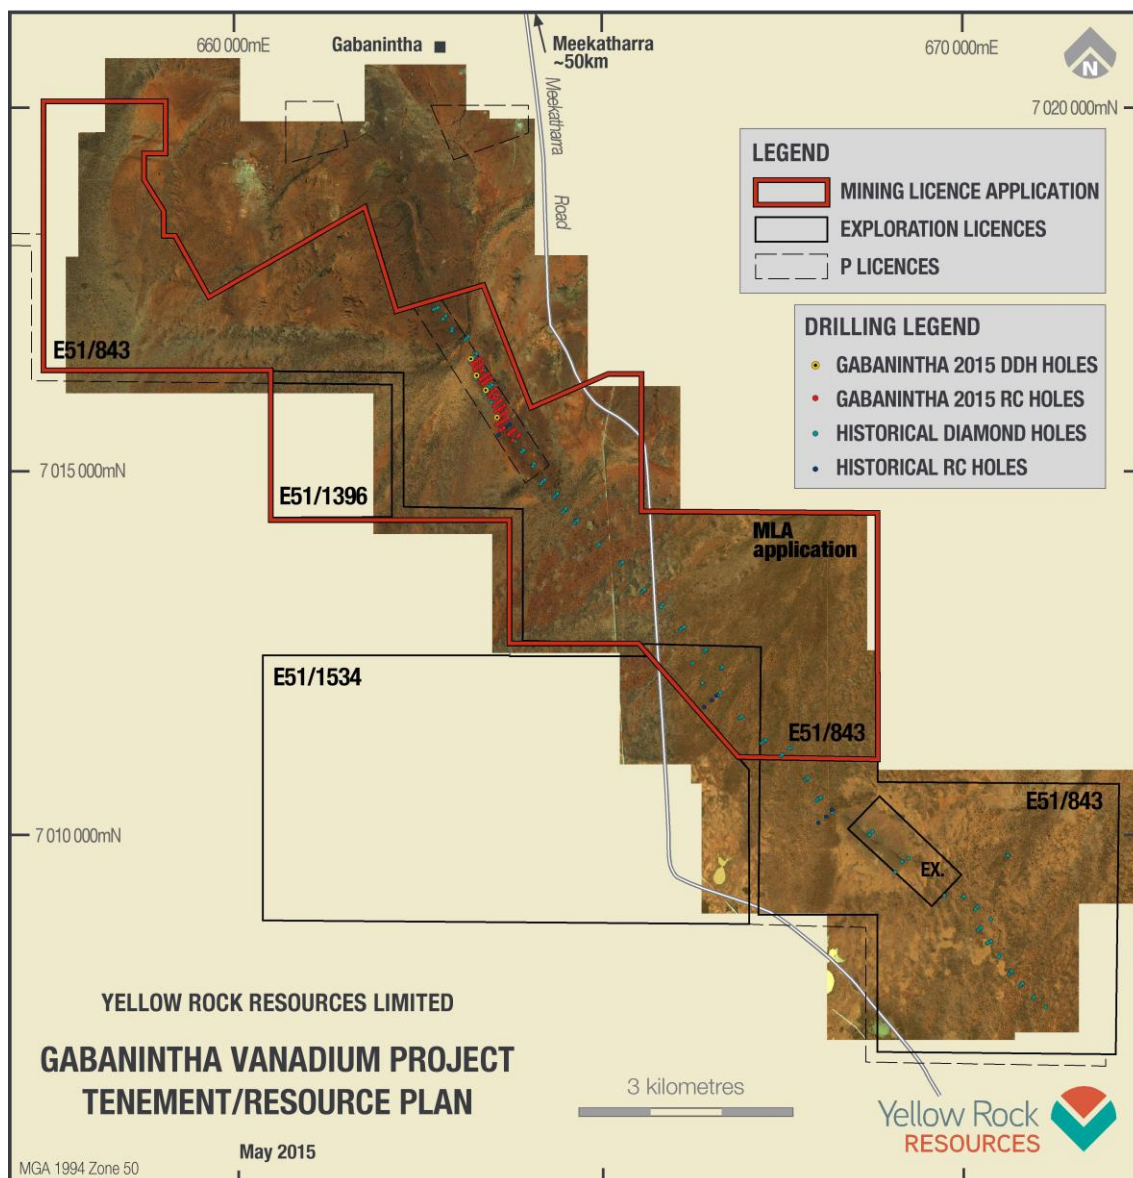 660 000mE
Gabanintha
Meekatharra
~50km
670 000mE
N
7 020 000mN
Meekatharra
Road
LEGEND
MINING LICENCE APPLICATION
EXPLORATION LICENCES
P LICENCES
DRILLING LEGEND
GABANINTHA 2015 DDH HOLES
GABANINTHA 2015 RC HOLES
HISTORICAL DIAMOND HOLES
HISTORICAL RC HOLES
E51/843
7 015 000mN
E51/1396
MLA
application
E51/1534
E51/843
E51/843
7 010 000mN
EX.
YELLOW ROCK RESOURCES LIMITED
GABANINTHA VANADIUM PROJECT
TENEMENT/RESOURCE PLAN
3 kilometres
Yellow Rock
RESOURCES
May 2015
MGA 1994 Zone 50